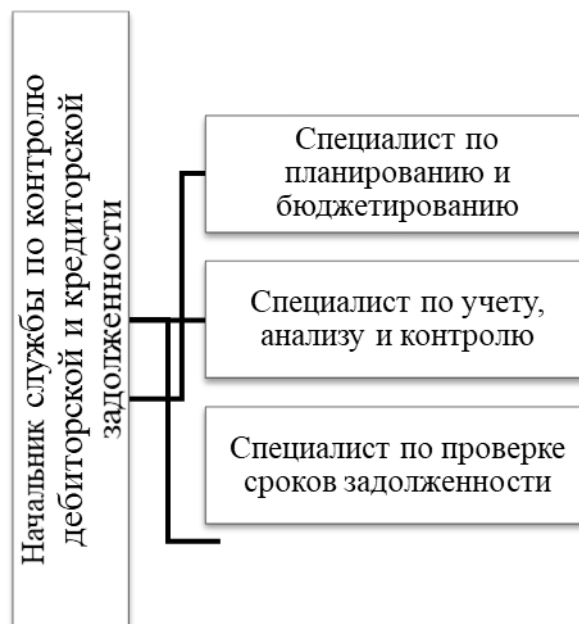 Начальник службы по контролю
дебиторской и кредиторской
задолженности
Специалист по
планированию и
бюджетированию
Специалист по учету,
анализу и контролю
Специалист по проверке
сроков задолженности